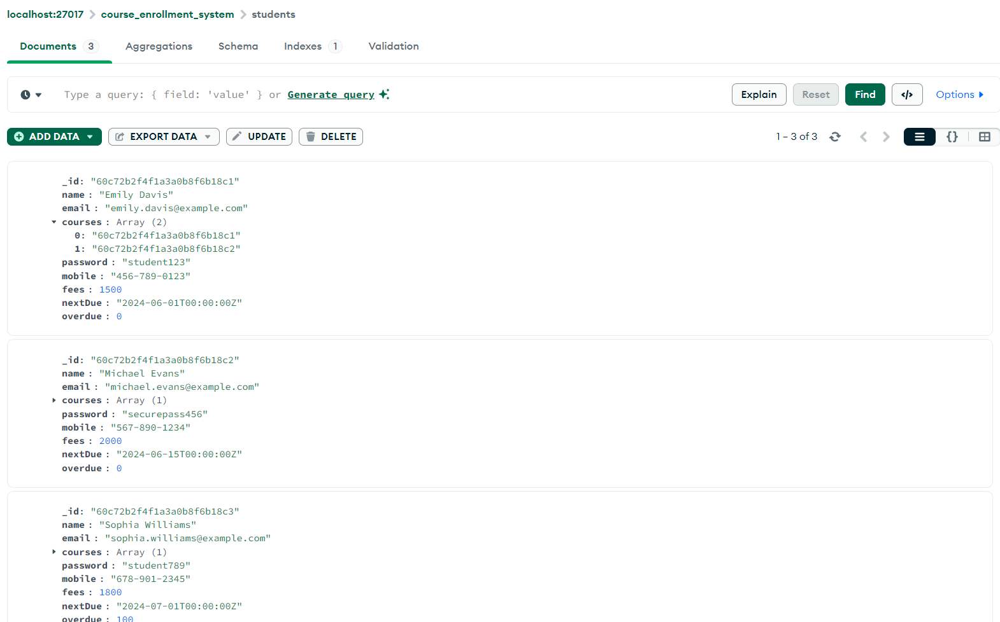 localhost:27017 > course_enrollment_system > students
Documents 3 Aggregations Schema Indexes 1 Validation
Type a query: { field: 'value' } or Generate query Explain Reset Find </> Options
ADD DATA EXPORT DATA UPDATE DELETE 1 – 3 of 3 {}
_id: "60c72b2f4f1a3a0b8f6b18c1"
name : "Emily Davis"
email : "emily.davis@example.com"
courses : Array (2)
0: "60c72b2f4f1a3a0b8f6b18c1"
1: "60c72b2f4f1a3a0b8f6b18c2"
password : "student123"
mobile : "456-789-0123"
fees : 1500
nextDue : "2024-06-01T00:00:00Z"
overdue : 0
_id: "60c72b2f4f1a3a0b8f6b18c2"
name : "Michael Evans"
email : "michael.evans@example.com"
courses : Array (1)
password : "securepass456"
mobile : "567-890-1234"
fees : 2000
nextDue : "2024-06-15T00:00:00Z"
overdue : 0
_id: "60c72b2f4f1a3a0b8f6b18c3"
name : "Sophia Williams"
email : "sophia.williams@example.com"
courses : Array (1)
password : "student789"
mobile : "678-901-2345"
fees : 1800
nextDue : "2024-07-01T00:00:00Z"
overdue : 100